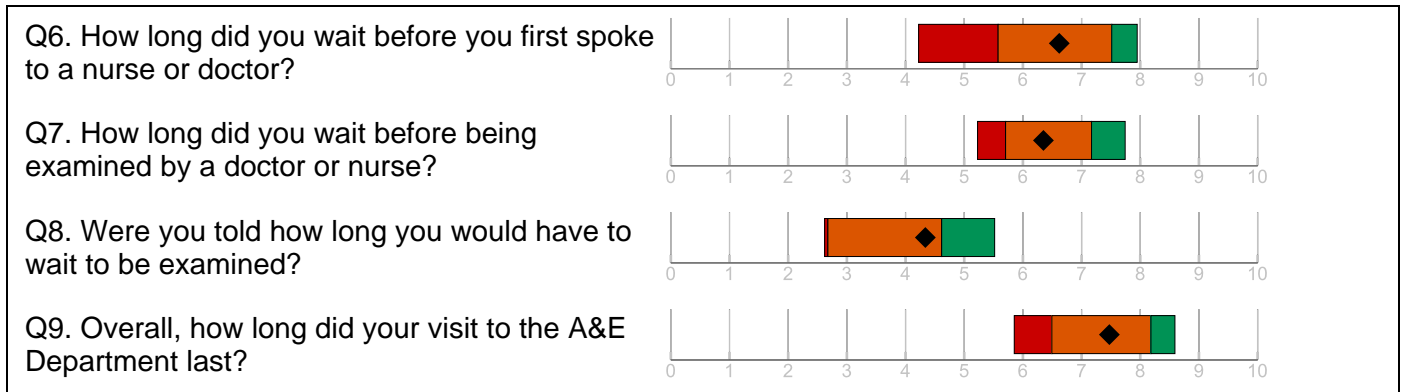 Q6. How long did you wait before you first spoke
to a nurse or doctor?
0 1 2 3 4 5 6 7 8 9 10
Q7. How long did you wait before being
examined by a doctor or nurse?
0 1 2 3 4 5 6 7 8 9 10
Q8. Were you told how long you would have to
wait to be examined?
0 1 2 3 4 5 6 7 8 9 10
Q9. Overall, how long did your visit to the A&E
Department last?
0 1 2 3 4 5 6 7 8 9 10